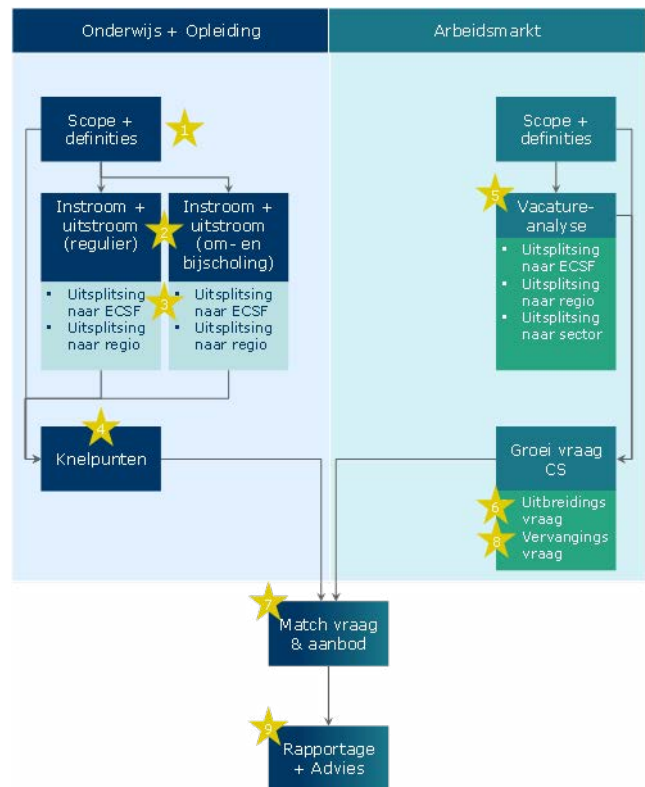 Onderwijs + Opleiding
Arbeidsmarkt
Scope +
definities
1
Scope +
definities
Instroom +
uitstroom
(regulier)
2
Instroom +
uitstroom
(om- en
bijscholing)
5
Vacature-
analyse
▪ Uitsplitsing
naar ECSF
▪ Uitsplitsing
naar regio
3
▪ Uitsplitsing
naar ECSF
▪ Uitsplitsing
naar regio
▪ Uitsplitsing
naar ECSF
▪ Uitsplitsing
naar regio
▪ Uitsplitsing
naar sector
4
Knelpunten
Groei vraag
CS
6
▪ Uitbreidings
vraag
8
▪ Vervangings
vraag
7
Match vraag
& aanbod
9
Rapportage
+ Advies